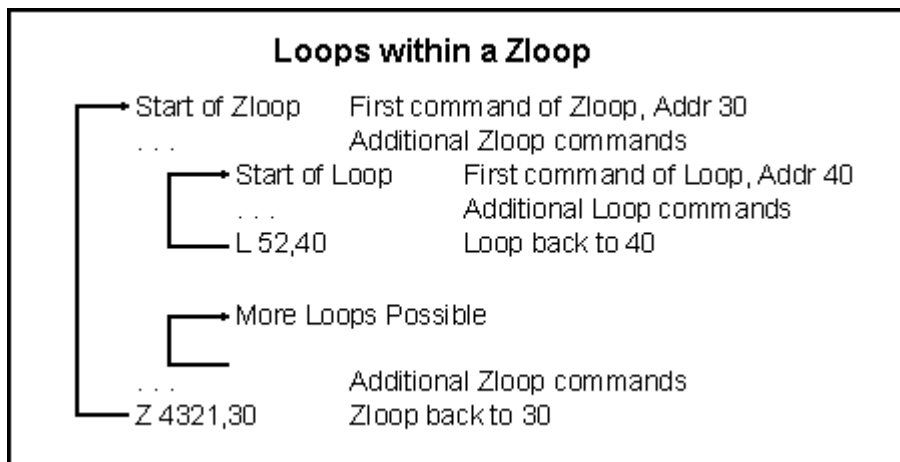 Loops within a Zloop
Start of Zloop First command of Zloop, Addr 30
. . . Additional Zloop commands
Start of Loop First command of Loop, Addr 40
. . . Additional Loop commands
L 52,40 Loop back to 40
More Loops Possible
. . . Additional Zloop commands
Z 4321,30 Zloop back to 30